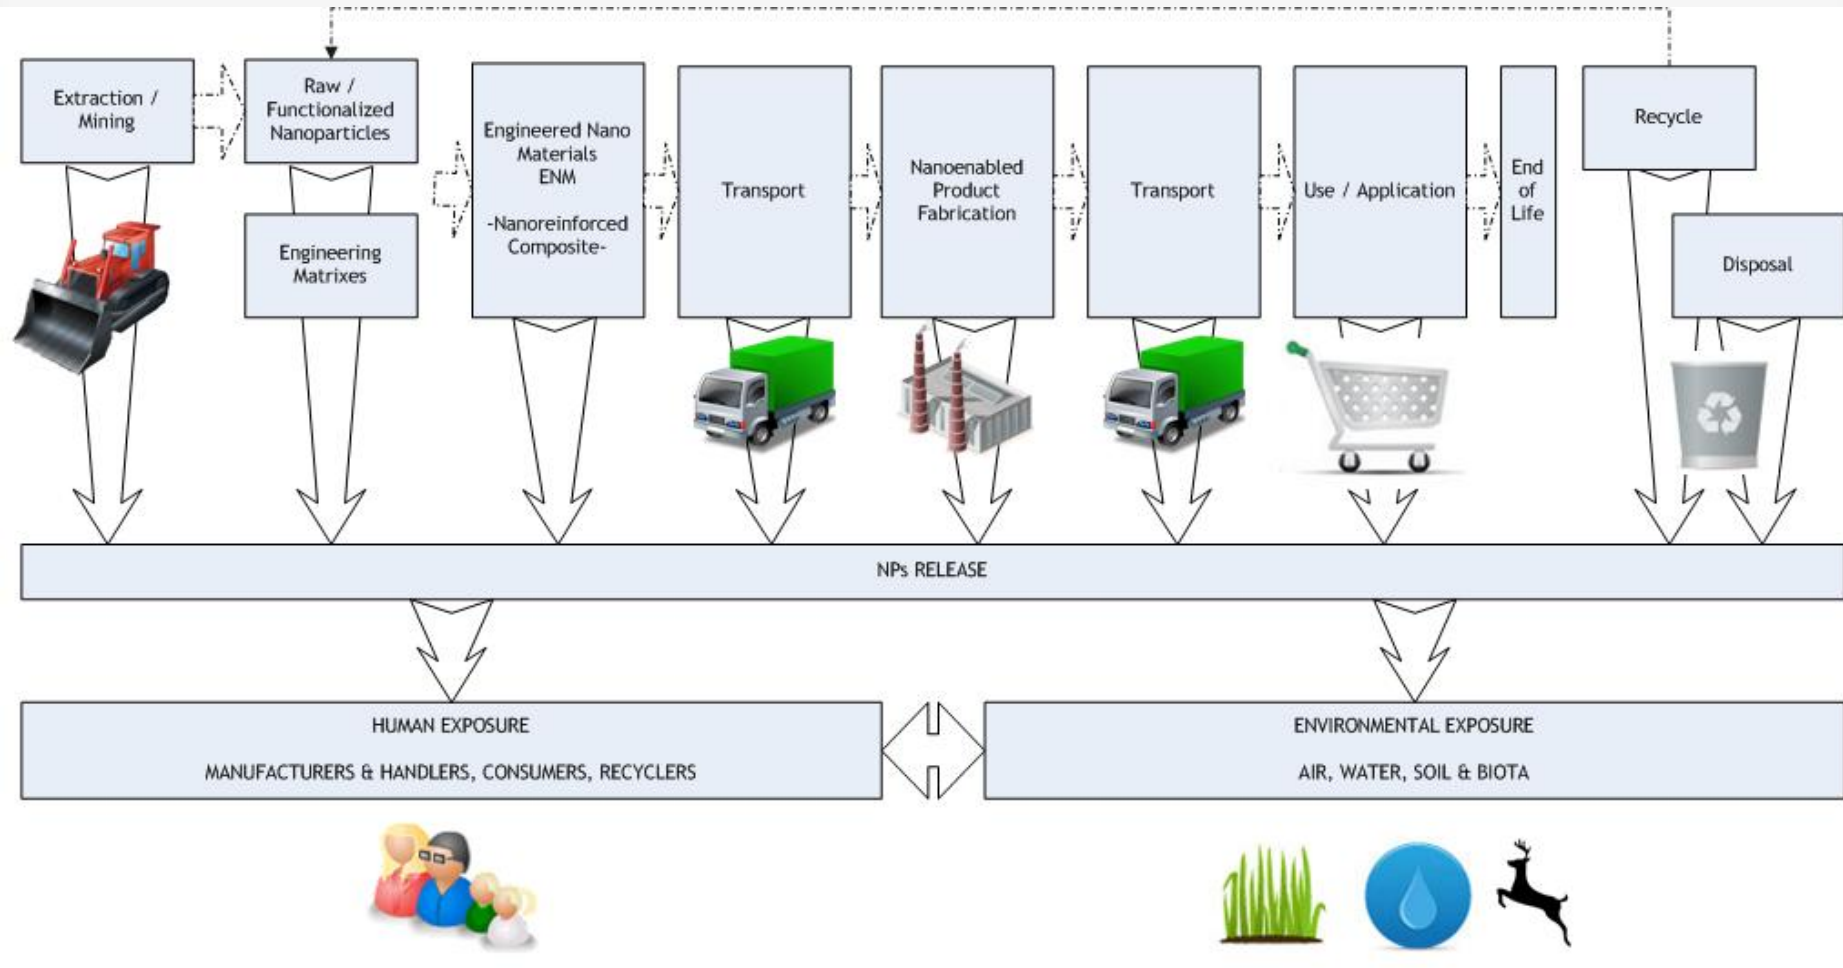 Extraction /
Mining
Raw /
Functionalized
Nanoparticles
Engineering
Matrixes
Engineered Nano
Materials
ENM
-Nanoreinforced
Composite-
Transport
Nanoenabled
Product
Fabrication
Transport
Use / Application
End
of
Life
Recycle
Disposal
NPs RELEASE
HUMAN EXPOSURE
MANUFACTURERS & HANDLERS, CONSUMERS, RECYCLERS
ENVIRONMENTAL EXPOSURE
AIR, WATER, SOIL & BIOTA